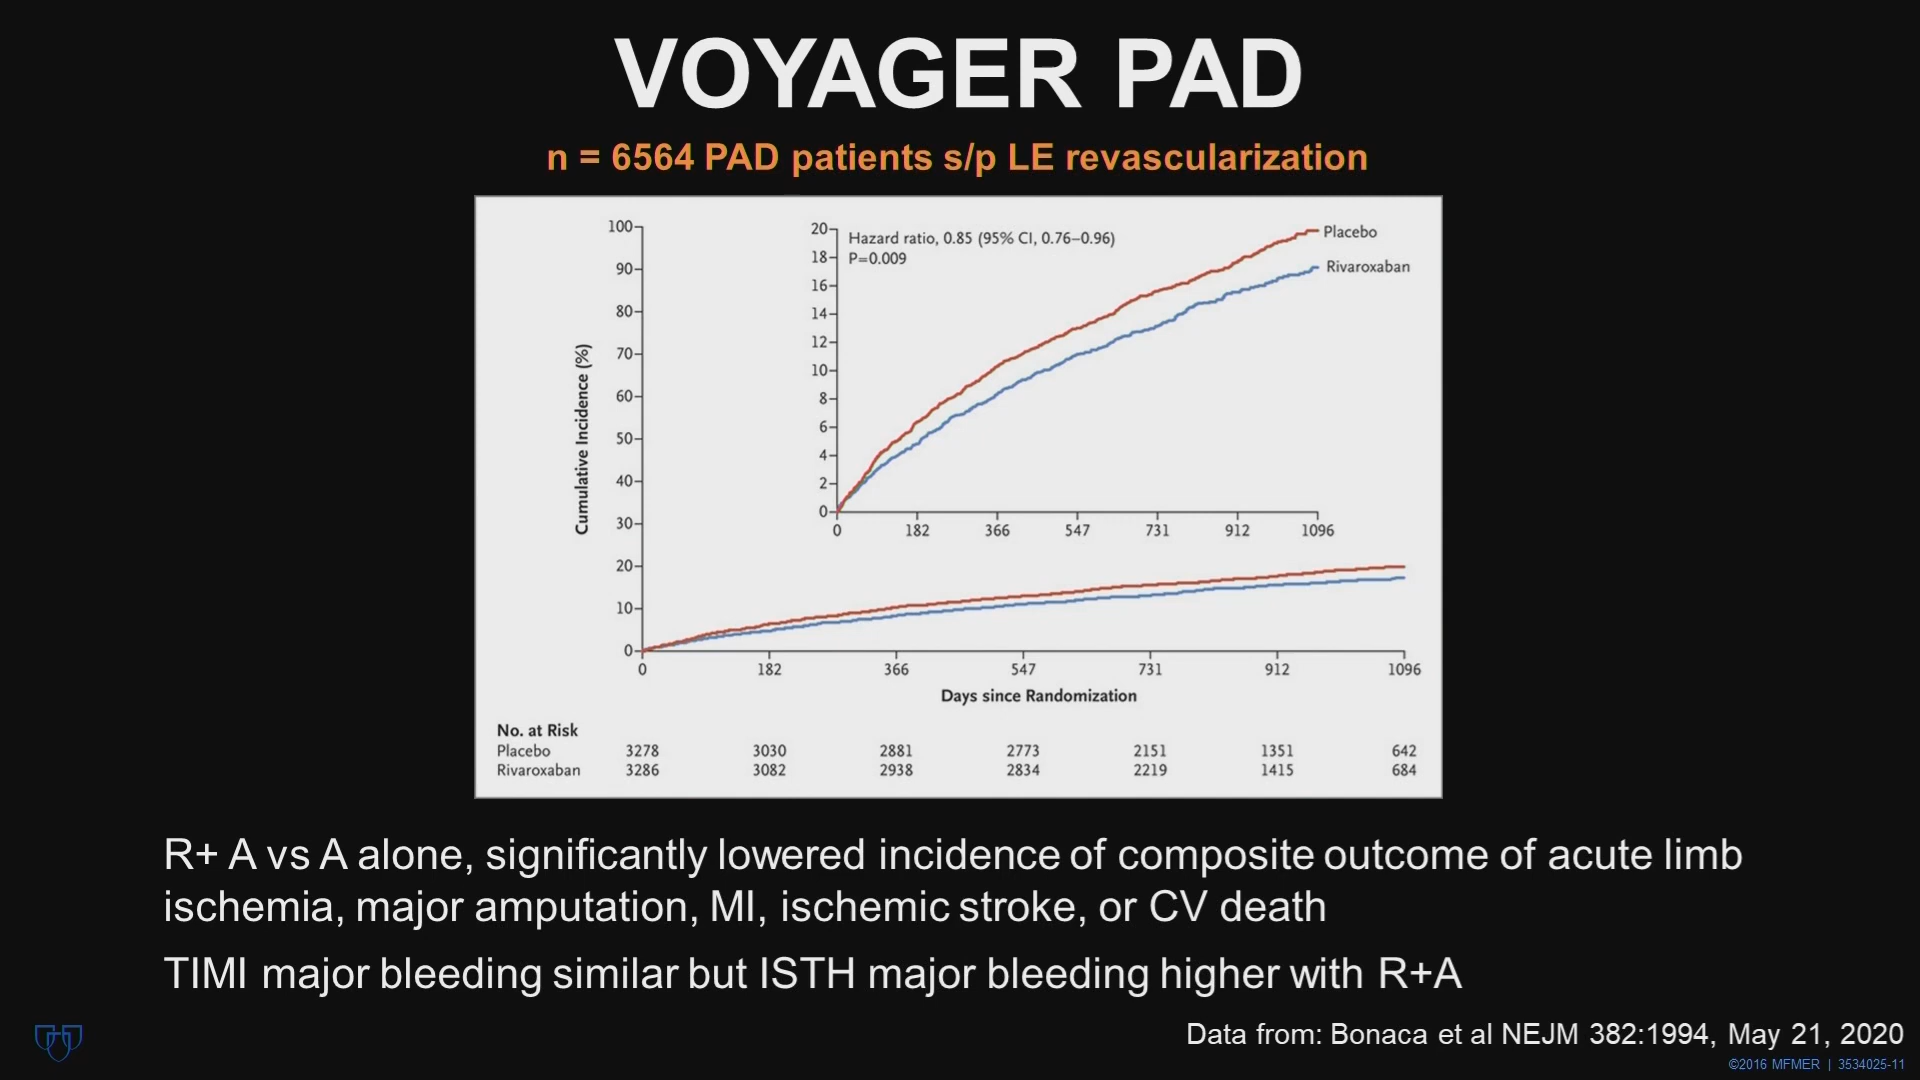 VOYAGER PAD
n = 6564 PAD patients s/p LE revascularization
Cumulative Incidence (%)
100
90
80
70
60
50
40
30
20
10
0
0 182 366 547 731 912 1096
Days since Randomization
20
18
16
14
12
10
8
6
4
2
0
0 182 366 547 731 912 1096
Hazard ratio, 0.85 (95% CI, 0.76–0.96)
P=0.009
Placebo
Rivaroxaban
No. at Risk
Placebo 3278 3030 2881 2773 2151 1351 642
Rivaroxaban 3286 3082 2938 2834 2219 1415 684
R+ A vs A alone, significantly lowered incidence of composite outcome of acute limb
ischemia, major amputation, MI, ischemic stroke, or CV death
TIMI major bleeding similar but ISTH major bleeding higher with R+A
Data from: Bonaca et al NEJM 382:1994, May 21, 2020
©2016 MFMER | 3534025-11